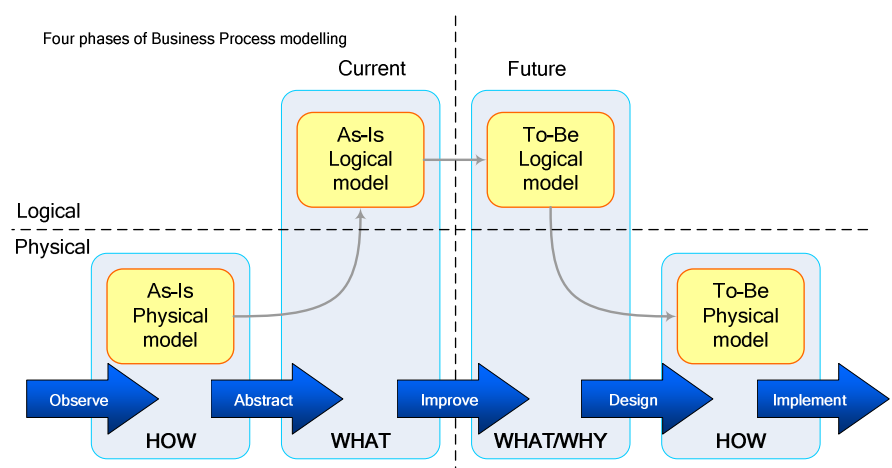 Four phases of Business Process modelling
Current
Future
As-Is
Logical
model
To-Be
Logical
model
Logical
Physical
As-Is
Physical
model
To-Be
Physical
model
Observe
Abstract
Improve
Design
Implement
HOW
WHAT
WHAT/WHY
HOW